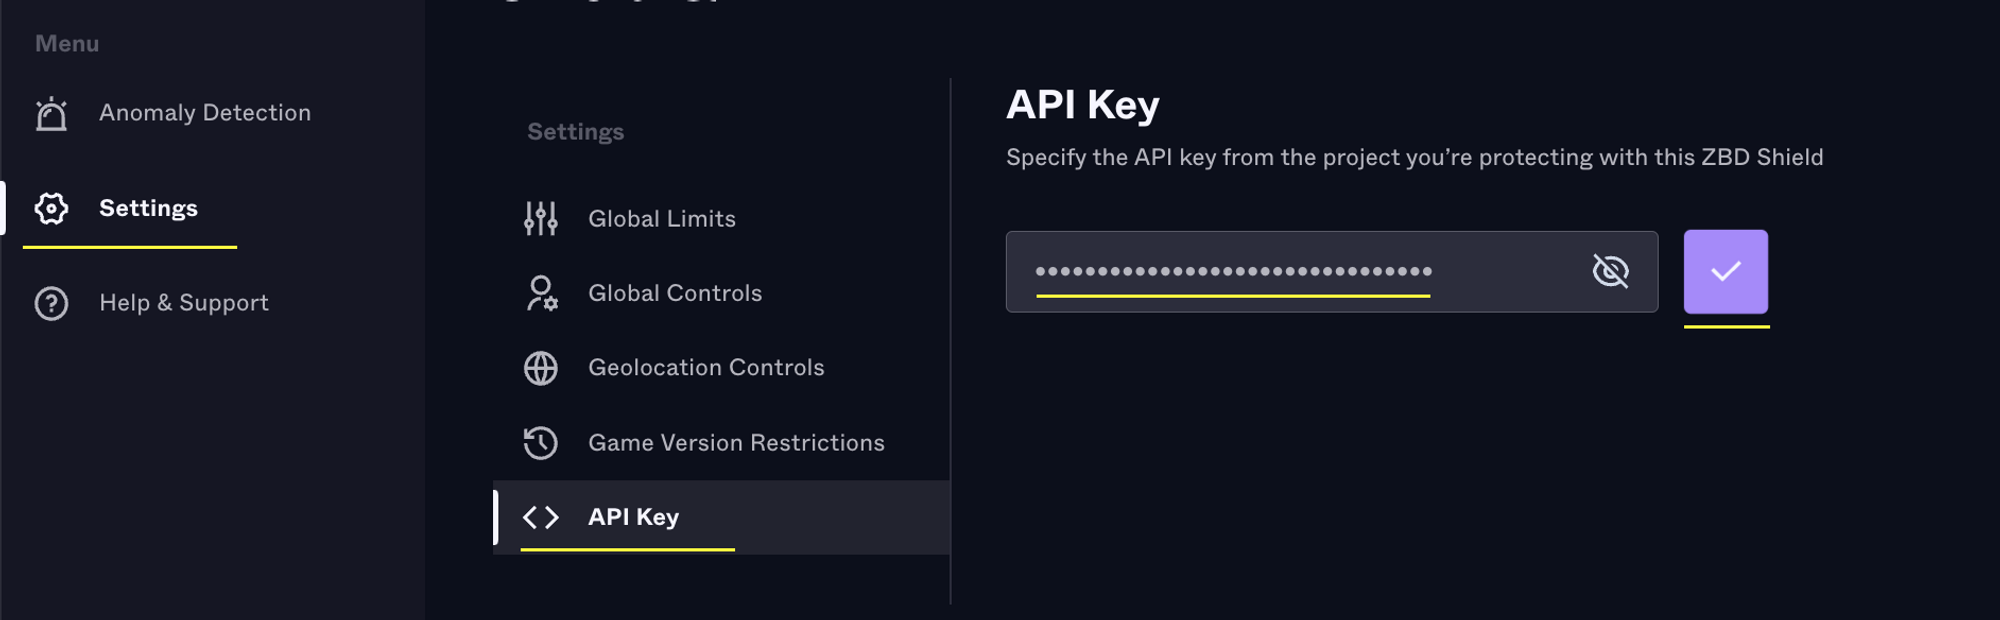 Menu
Anomaly Detection
Settings
Help & Support
Settings
Global Limits
Global Controls
Geolocation Controls
Game Version Restrictions
API Key
API Key
Specify the API key from the project you’re protecting with this ZBD Shield
••••••••••••••••••••••••••••••••